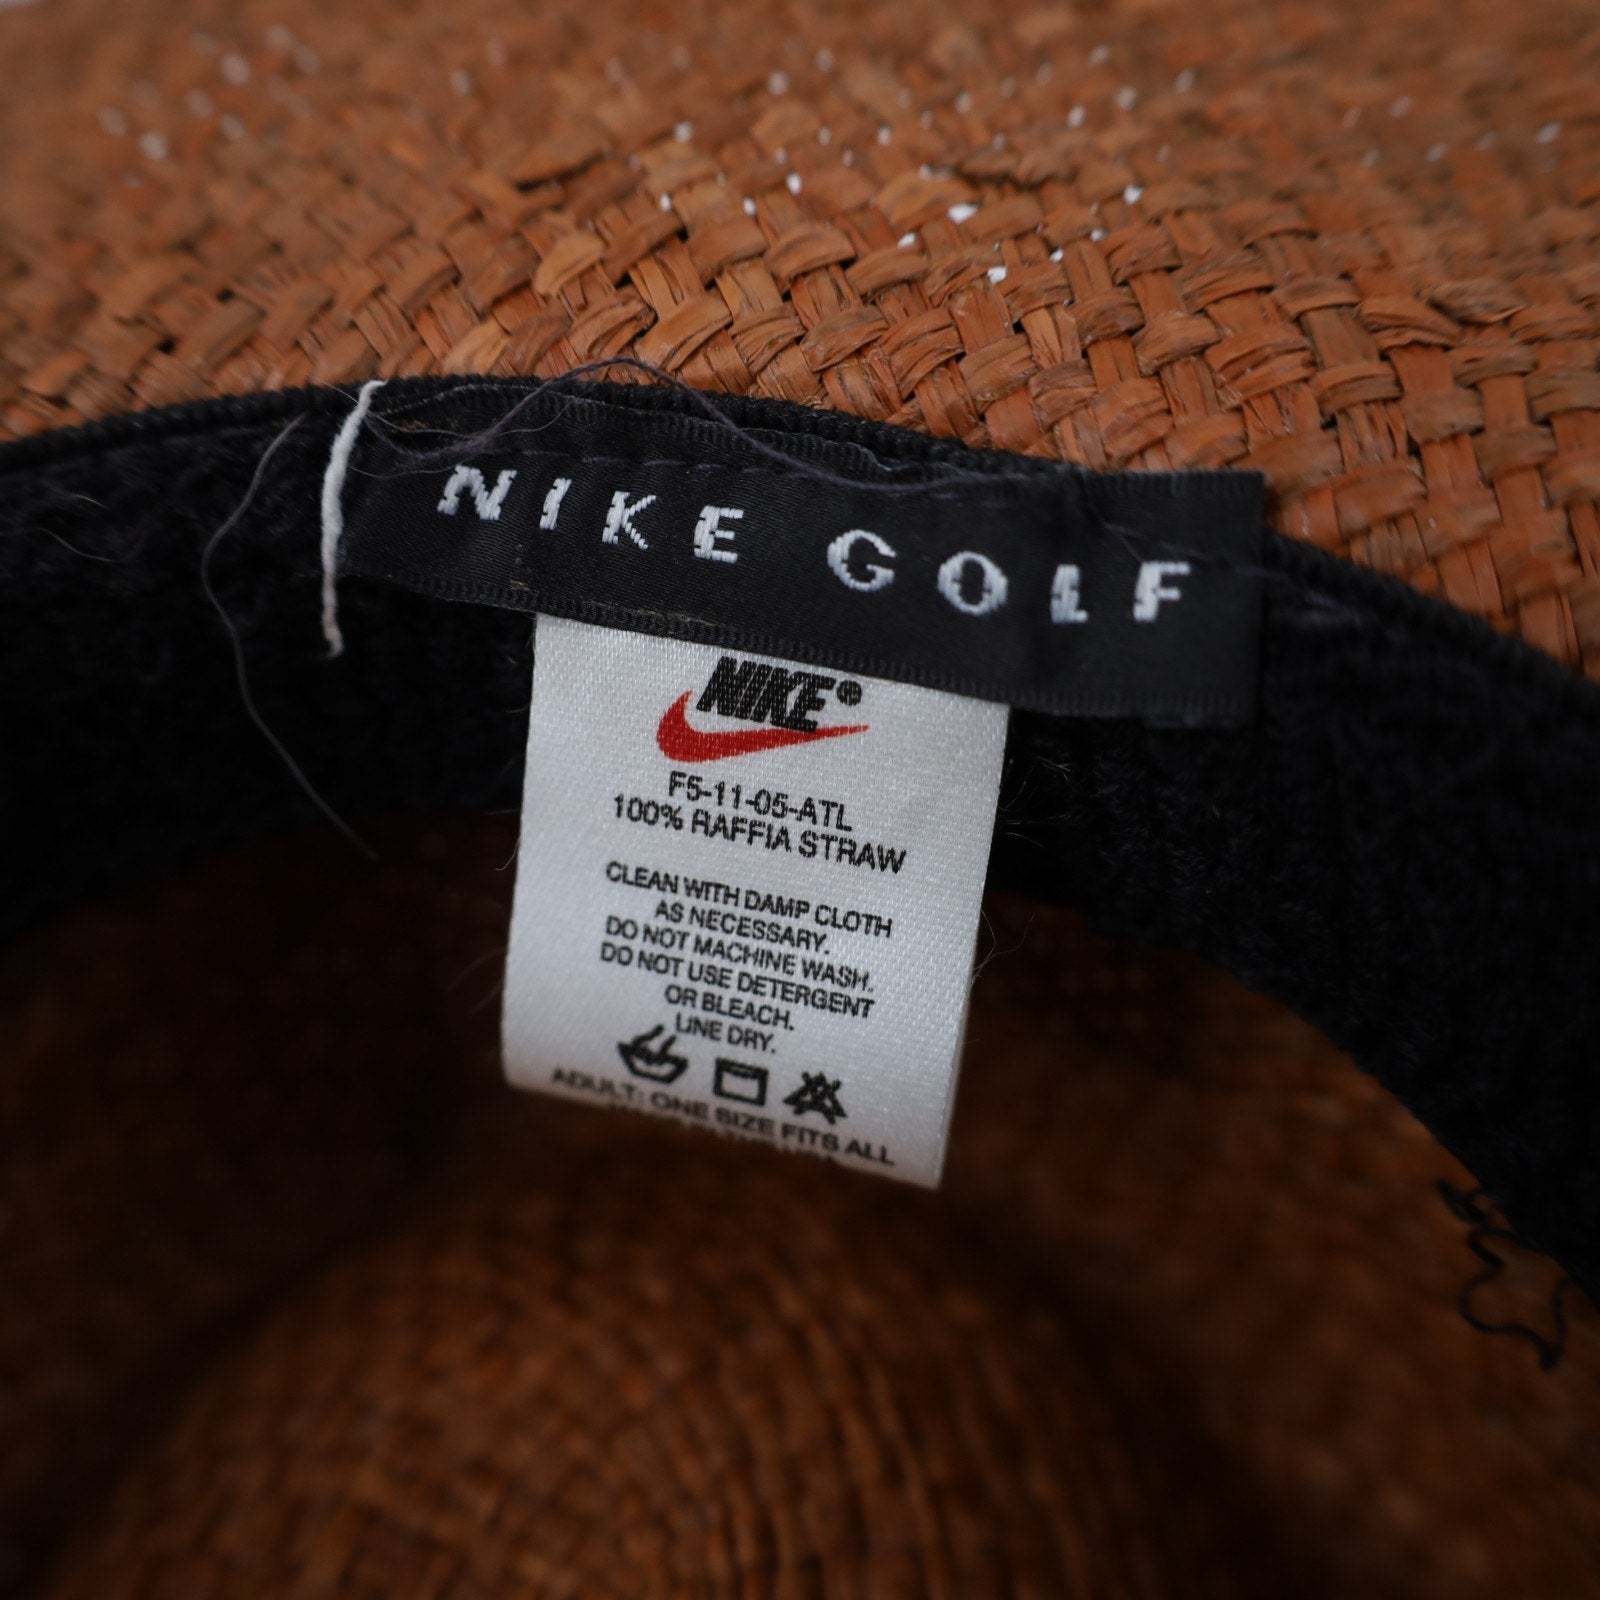 NIKE GOLF
NIKE®
F5-11-05-ATL
100% RAFFIA STRAW
CLEAN WITH DAMP CLOTH
AS NECESSARY.
DO NOT MACHINE WASH.
DO NOT USE DETERGENT
OR BLEACH.
LINE DRY.
ADULT: ONE SIZE FITS ALL